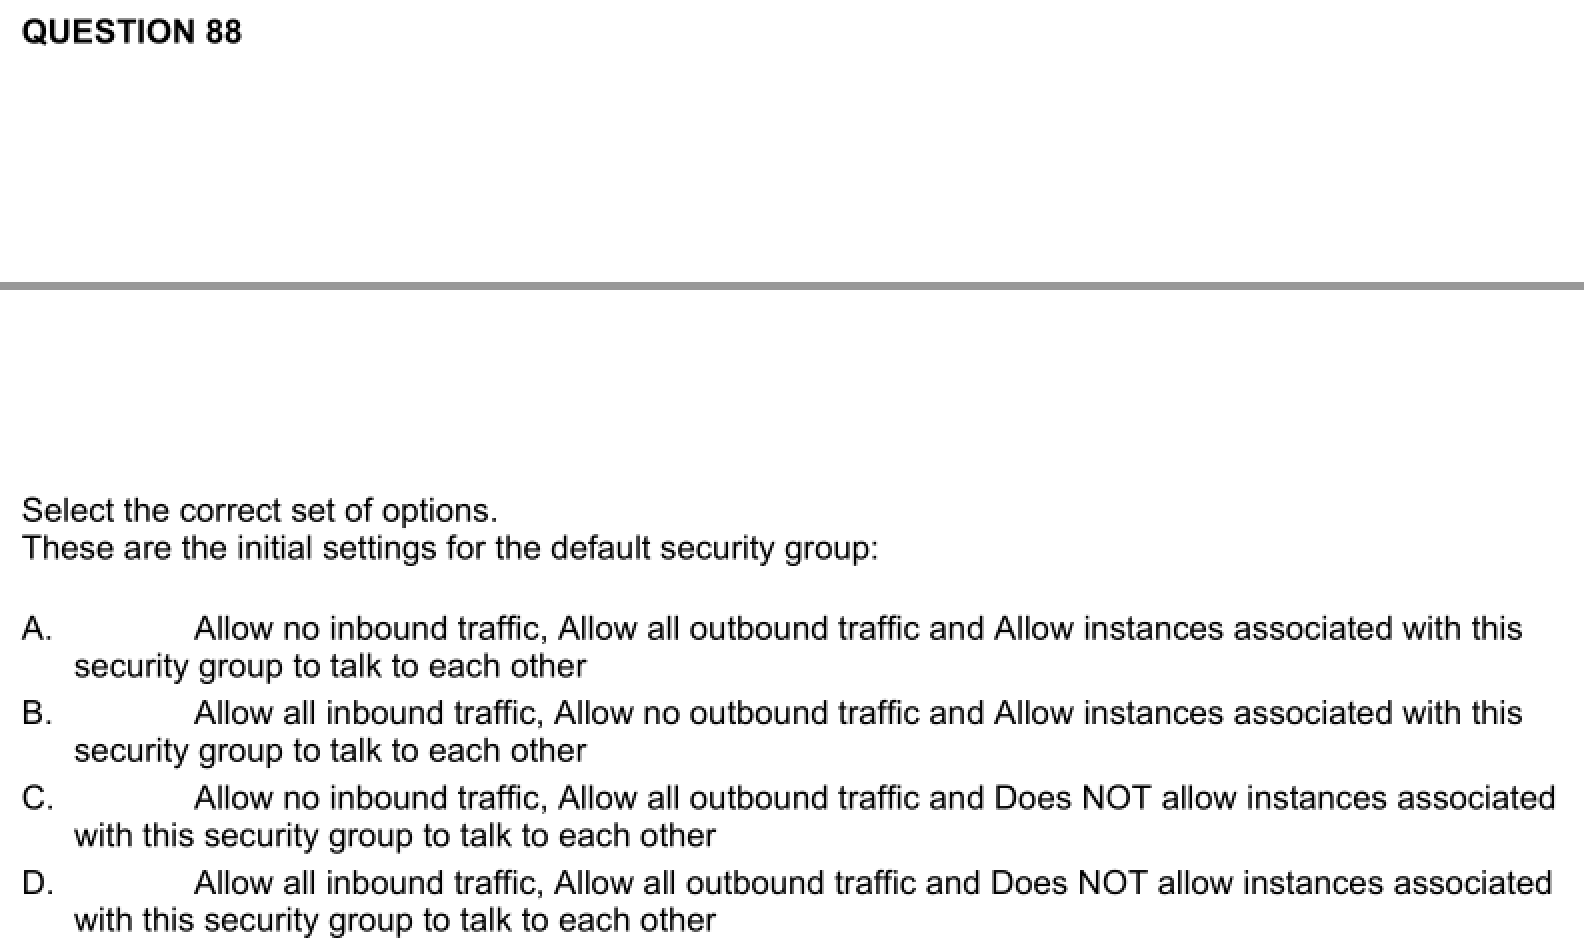 QUESTION 88
Select the correct set of options.
These are the initial settings for the default security group:
A. Allow no inbound traffic, Allow all outbound traffic and Allow instances associated with this
security group to talk to each other
B. Allow all inbound traffic, Allow no outbound traffic and Allow instances associated with this
security group to talk to each other
C. Allow no inbound traffic, Allow all outbound traffic and Does NOT allow instances associated
with this security group to talk to each other
D. Allow all inbound traffic, Allow all outbound traffic and Does NOT allow instances associated
with this security group to talk to each other